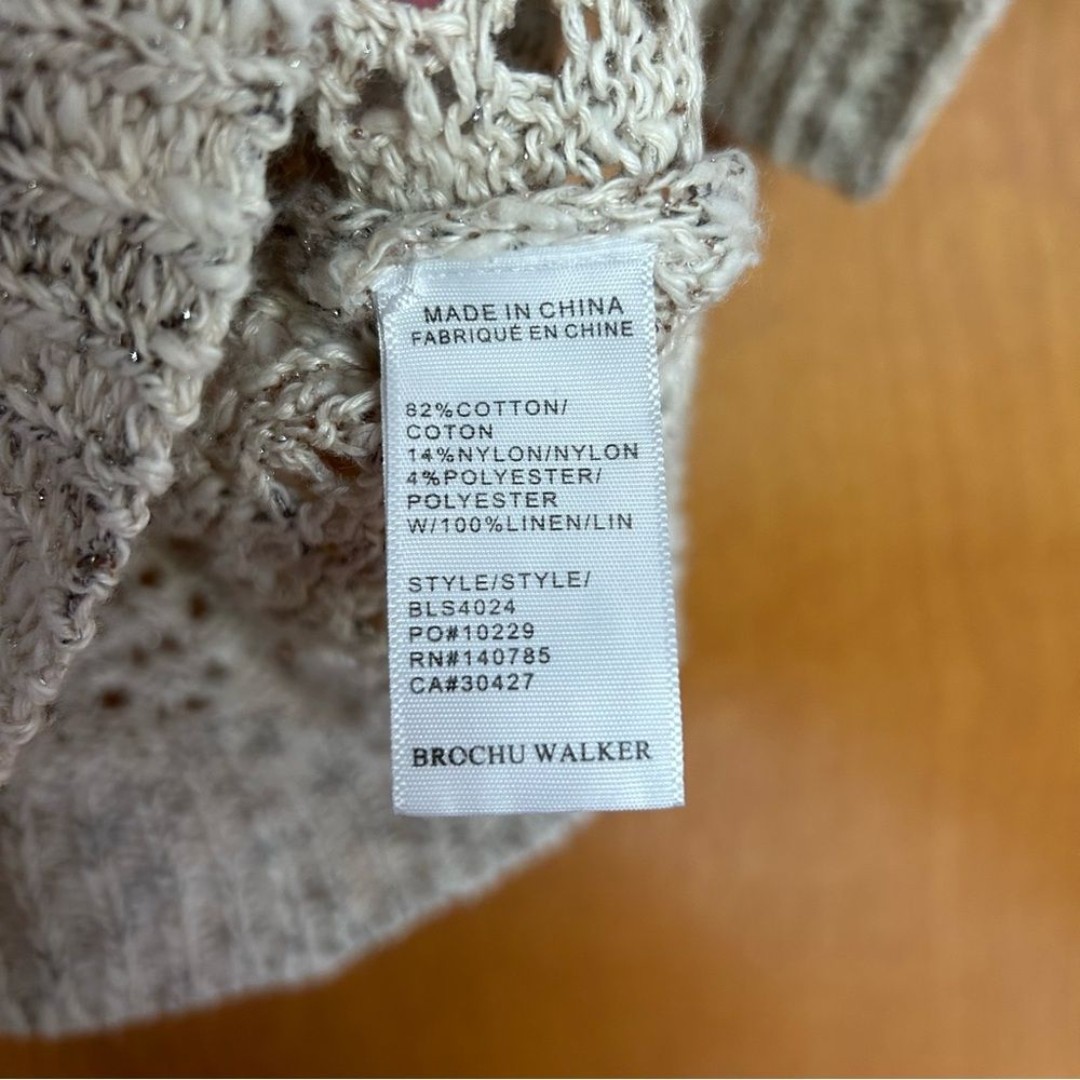 MADE IN CHINA
FABRIQUÉ EN CHINE
82%COTTON/
COTON
14%NYLON/NYLON
4%POLYESTER/
POLYESTER
W/100%LINEN/LIN
STYLE/STYLE/
BLS4024
PO#10229
RN#140785
CA#30427
BROCHU WALKER